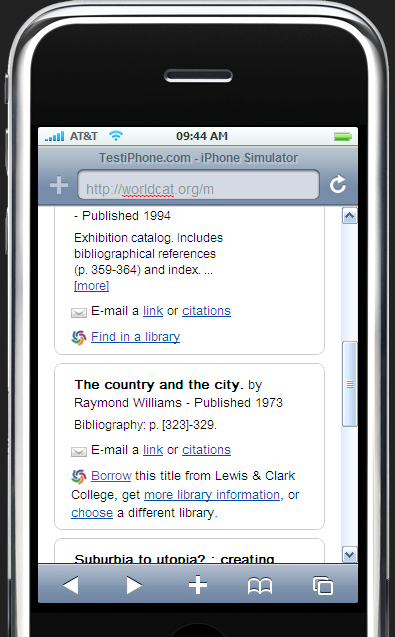 AT&T 09:44 AM
TestiPhone.com - iPhone Simulator
http://worldcat.org/m
- Published 1994
Exhibition catalog. Includes
bibliographical references
(p. 359-364) and index. ...
[more]
E-mail a link or citations
Find in a library
The country and the city. by
Raymond Williams - Published 1973
Bibliography: p. [323]-329.
E-mail a link or citations
Borrow this title from Lewis & Clark
College, get more library information, or
choose a different library.
Suburbia to utopia? : creating